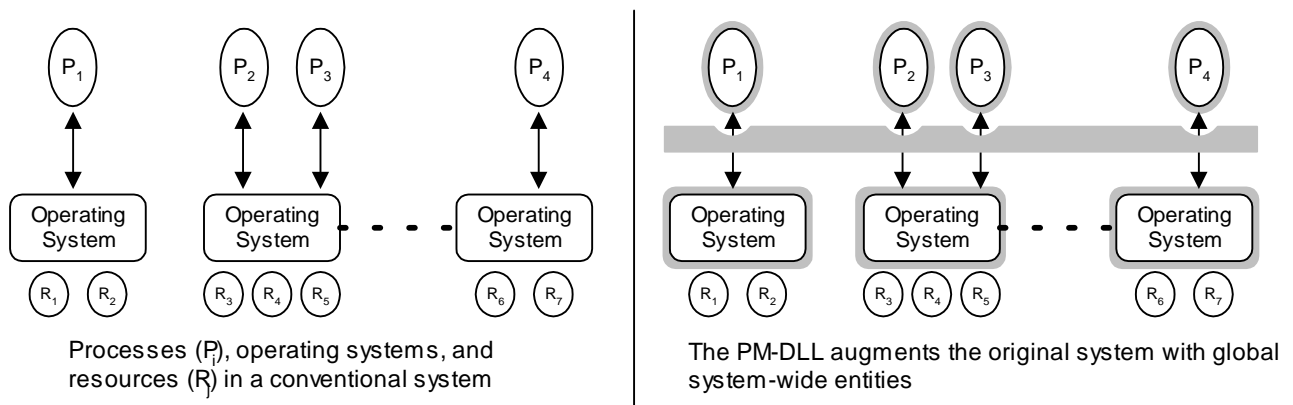 P1 P2 P3 P4
Operating System
Operating System
Operating System
R1 R2 R3 R4 R5 R6 R7
Processes (Pi), operating systems, and
resources (Rj) in a conventional system
P1 P2 P3 P4
Operating System
Operating System
Operating System
R1 R2 R3 R4 R5 R6 R7
The PM-DLL augments the original system with global
system-wide entities